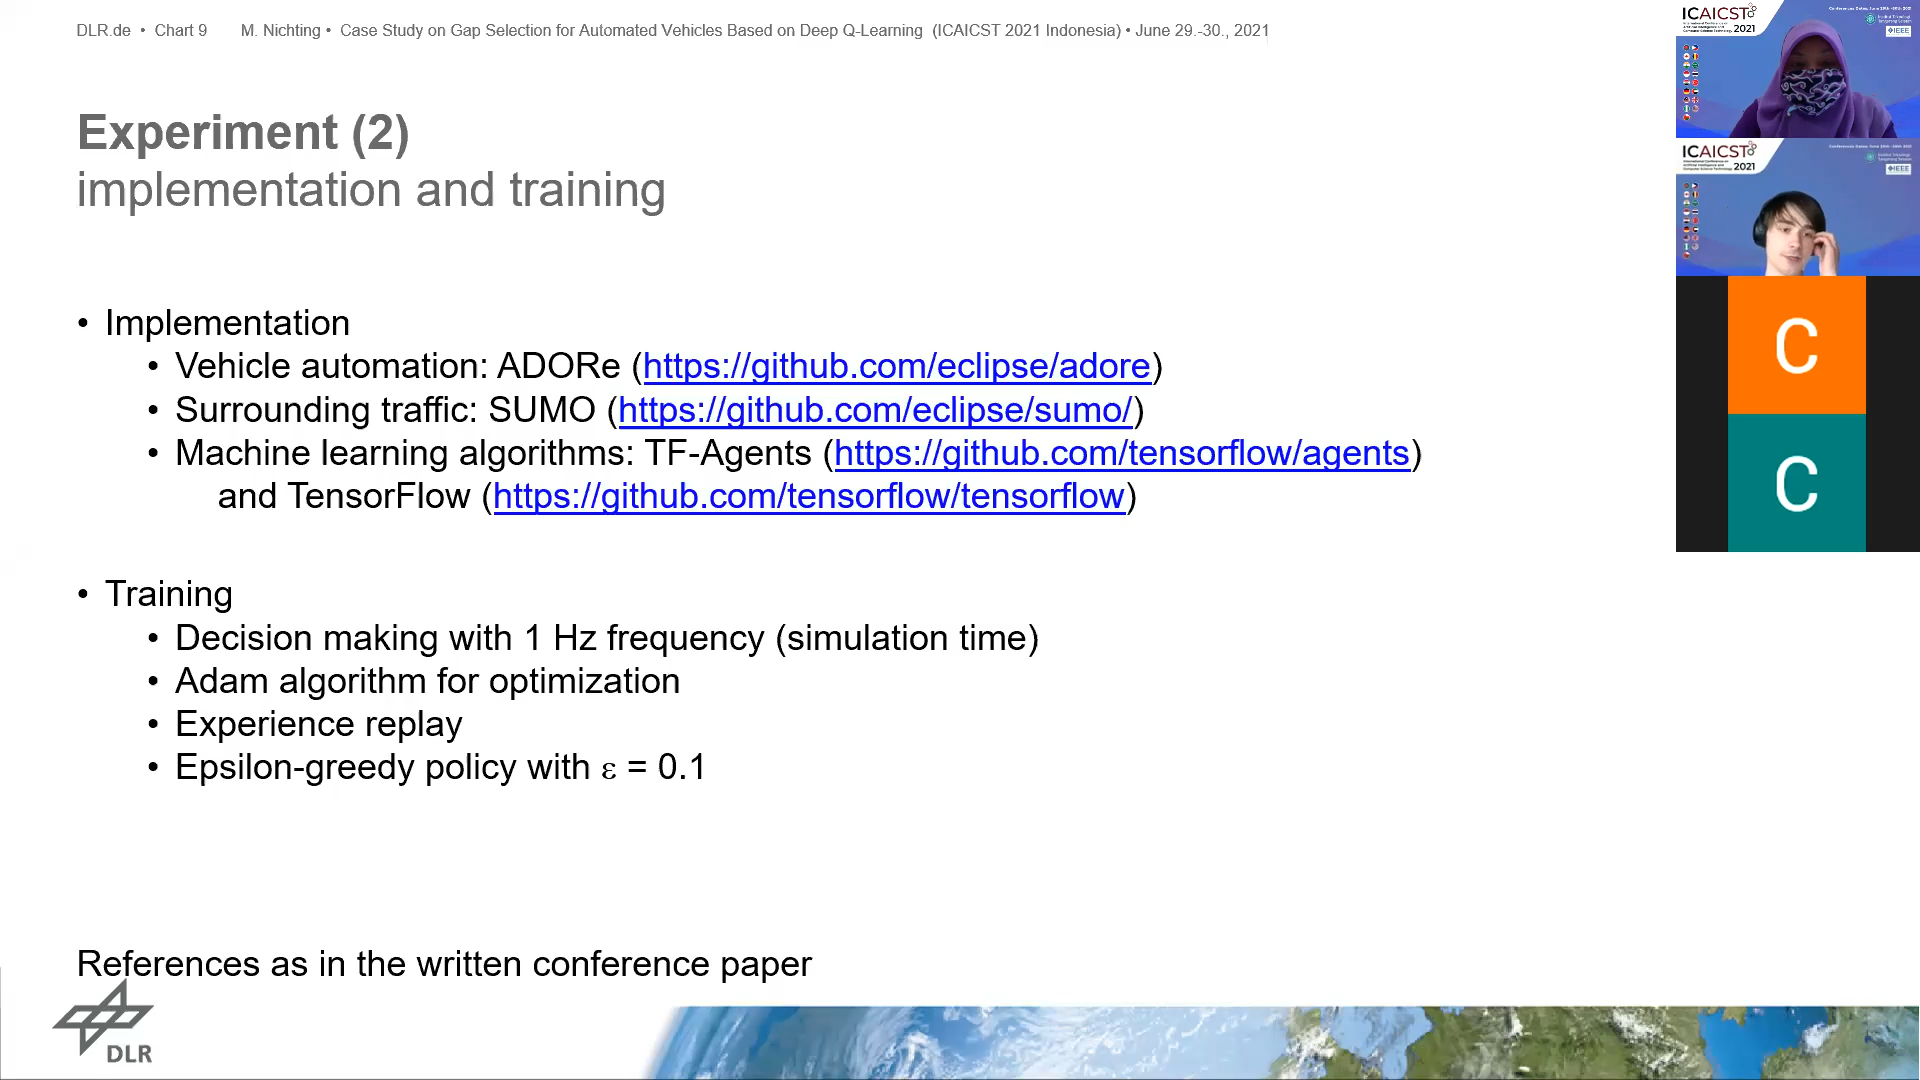 DLR.de • Chart 9 M. Nichting • Case Study on Gap Selection for Automated Vehicles Based on Deep Q-Learning (ICAICST 2021 Indonesia) • June 29.-30., 2021
Experiment (2)
implementation and training
• Implementation
• Vehicle automation: ADORe (https://github.com/eclipse/adore)
• Surrounding traffic: SUMO (https://github.com/eclipse/sumo/)
• Machine learning algorithms: TF-Agents (https://github.com/tensorflow/agents)
and TensorFlow (https://github.com/tensorflow/tensorflow)
• Training
• Decision making with 1 Hz frequency (simulation time)
• Adam algorithm for optimization
• Experience replay
• Epsilon-greedy policy with ε = 0.1
References as in the written conference paper
DLR
ICAICST
2021
IEEE
ICAICST
2021
IEEE
C
C